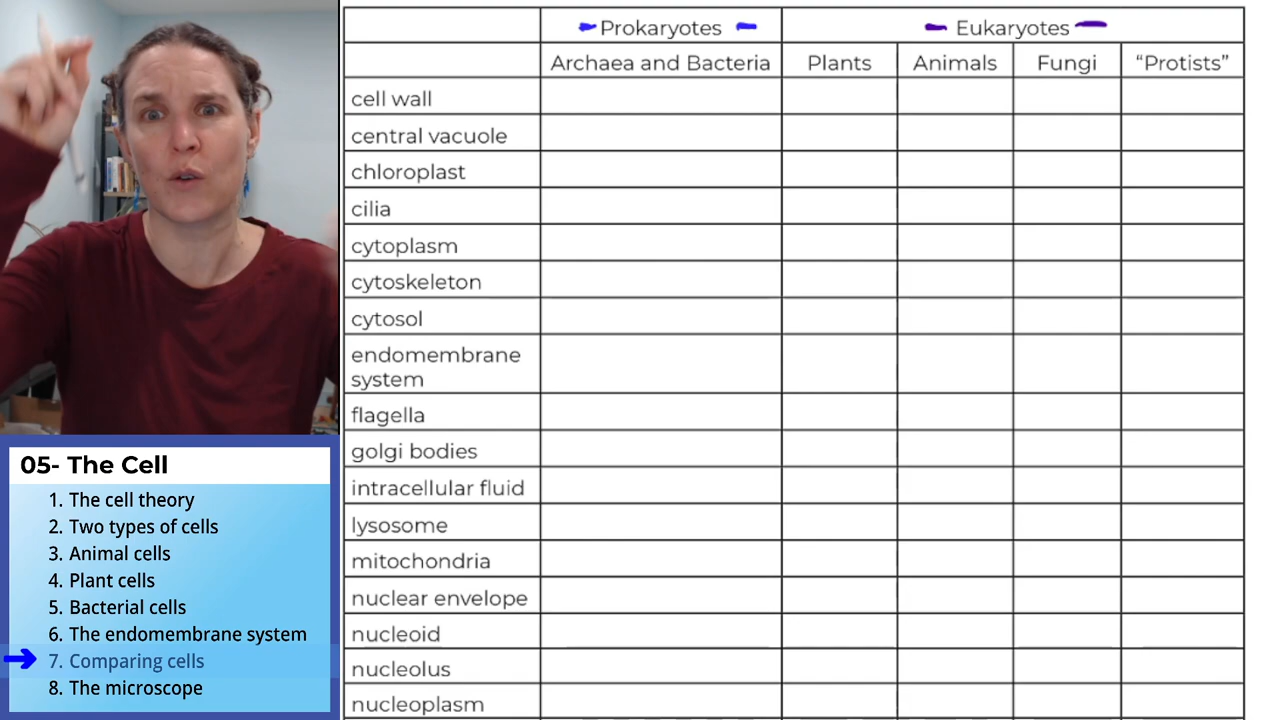 Prokaryotes Eukaryotes
Archaea and Bacteria Plants Animals Fungi “Protists”
cell wall
central vacuole
chloroplast
cilia
cytoplasm
cytoskeleton
cytosol
endomembrane
system
flagella
golgi bodies
intracellular fluid
lysosome
mitochondria
nuclear envelope
nucleoid
nucleolus
nucleoplasm
05- The Cell
1. The cell theory
2. Two types of cells
3. Animal cells
4. Plant cells
5. Bacterial cells
6. The endomembrane system
7. Comparing cells
8. The microscope